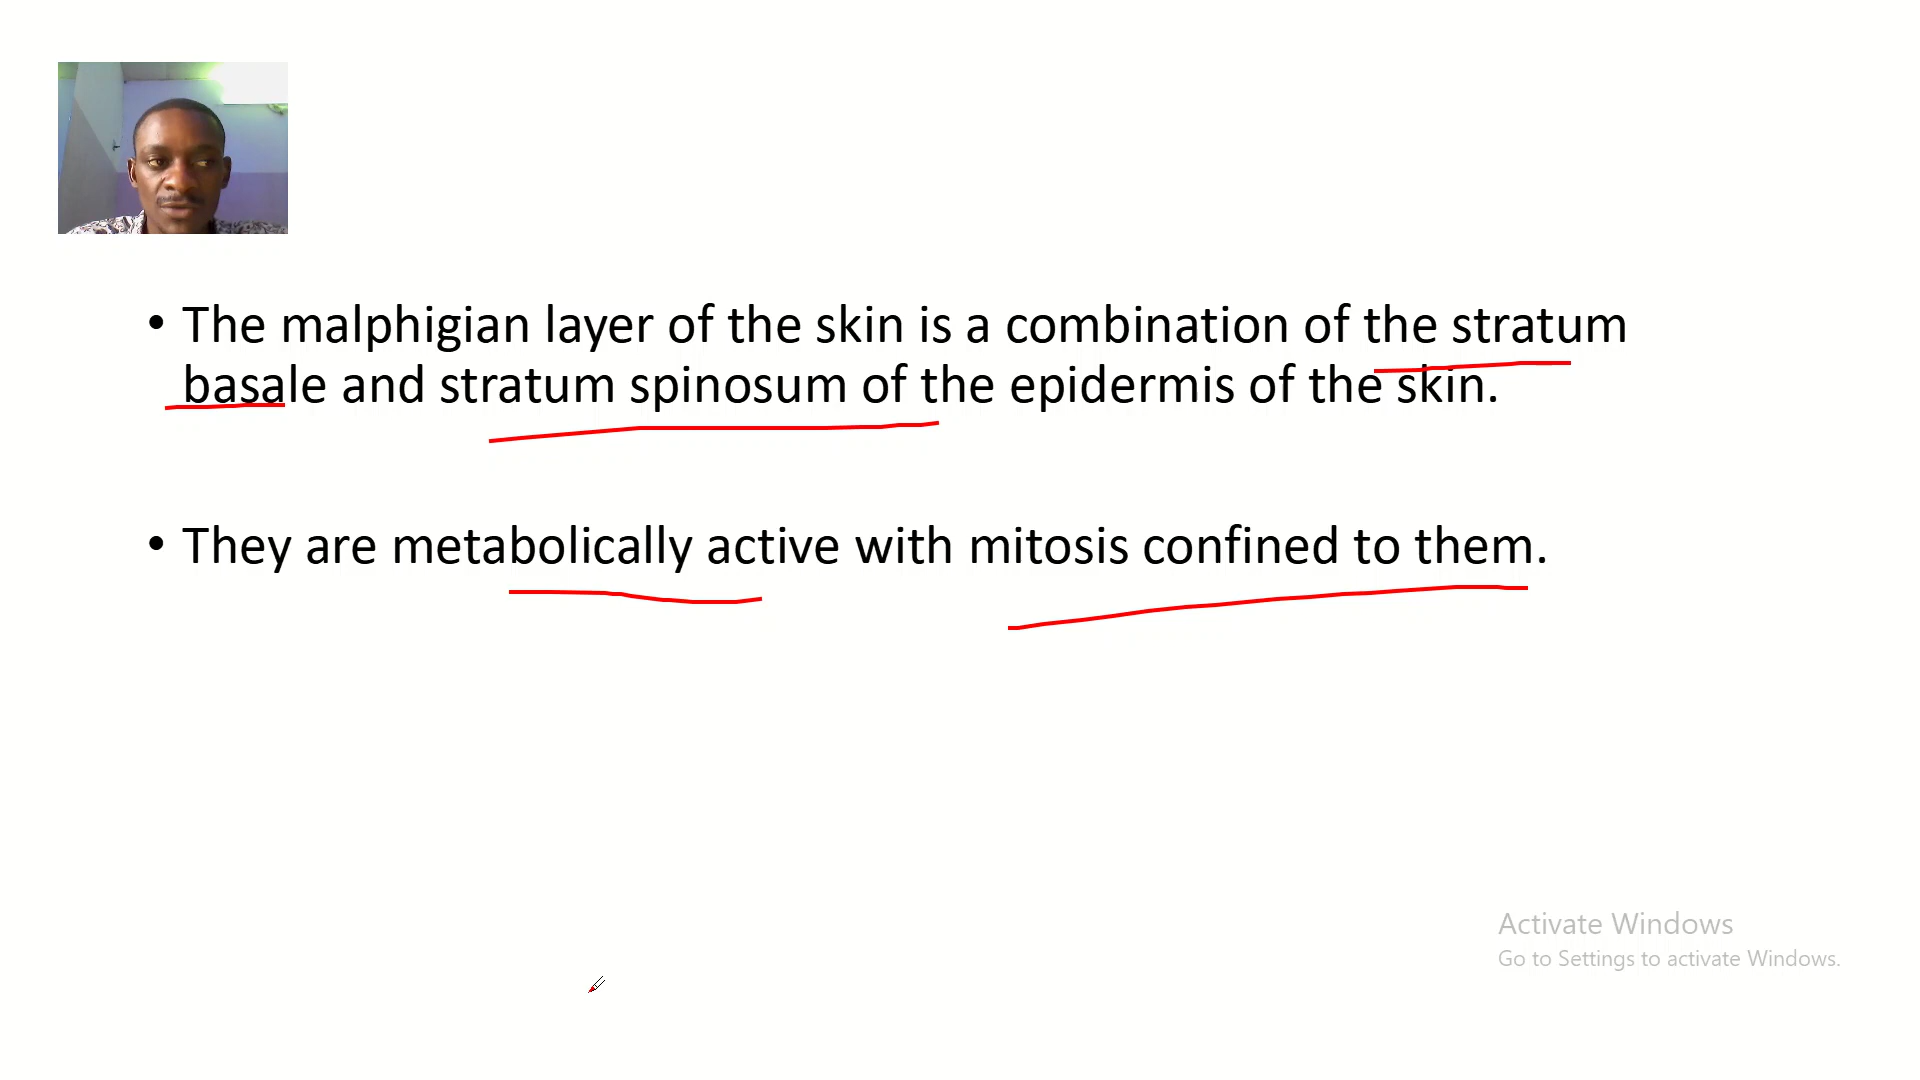 • The malphigian layer of the skin is a combination of the stratum
basale and stratum spinosum of the epidermis of the skin.
• They are metabolically active with mitosis confined to them.
Activate Windows
Go to Settings to activate Windows.